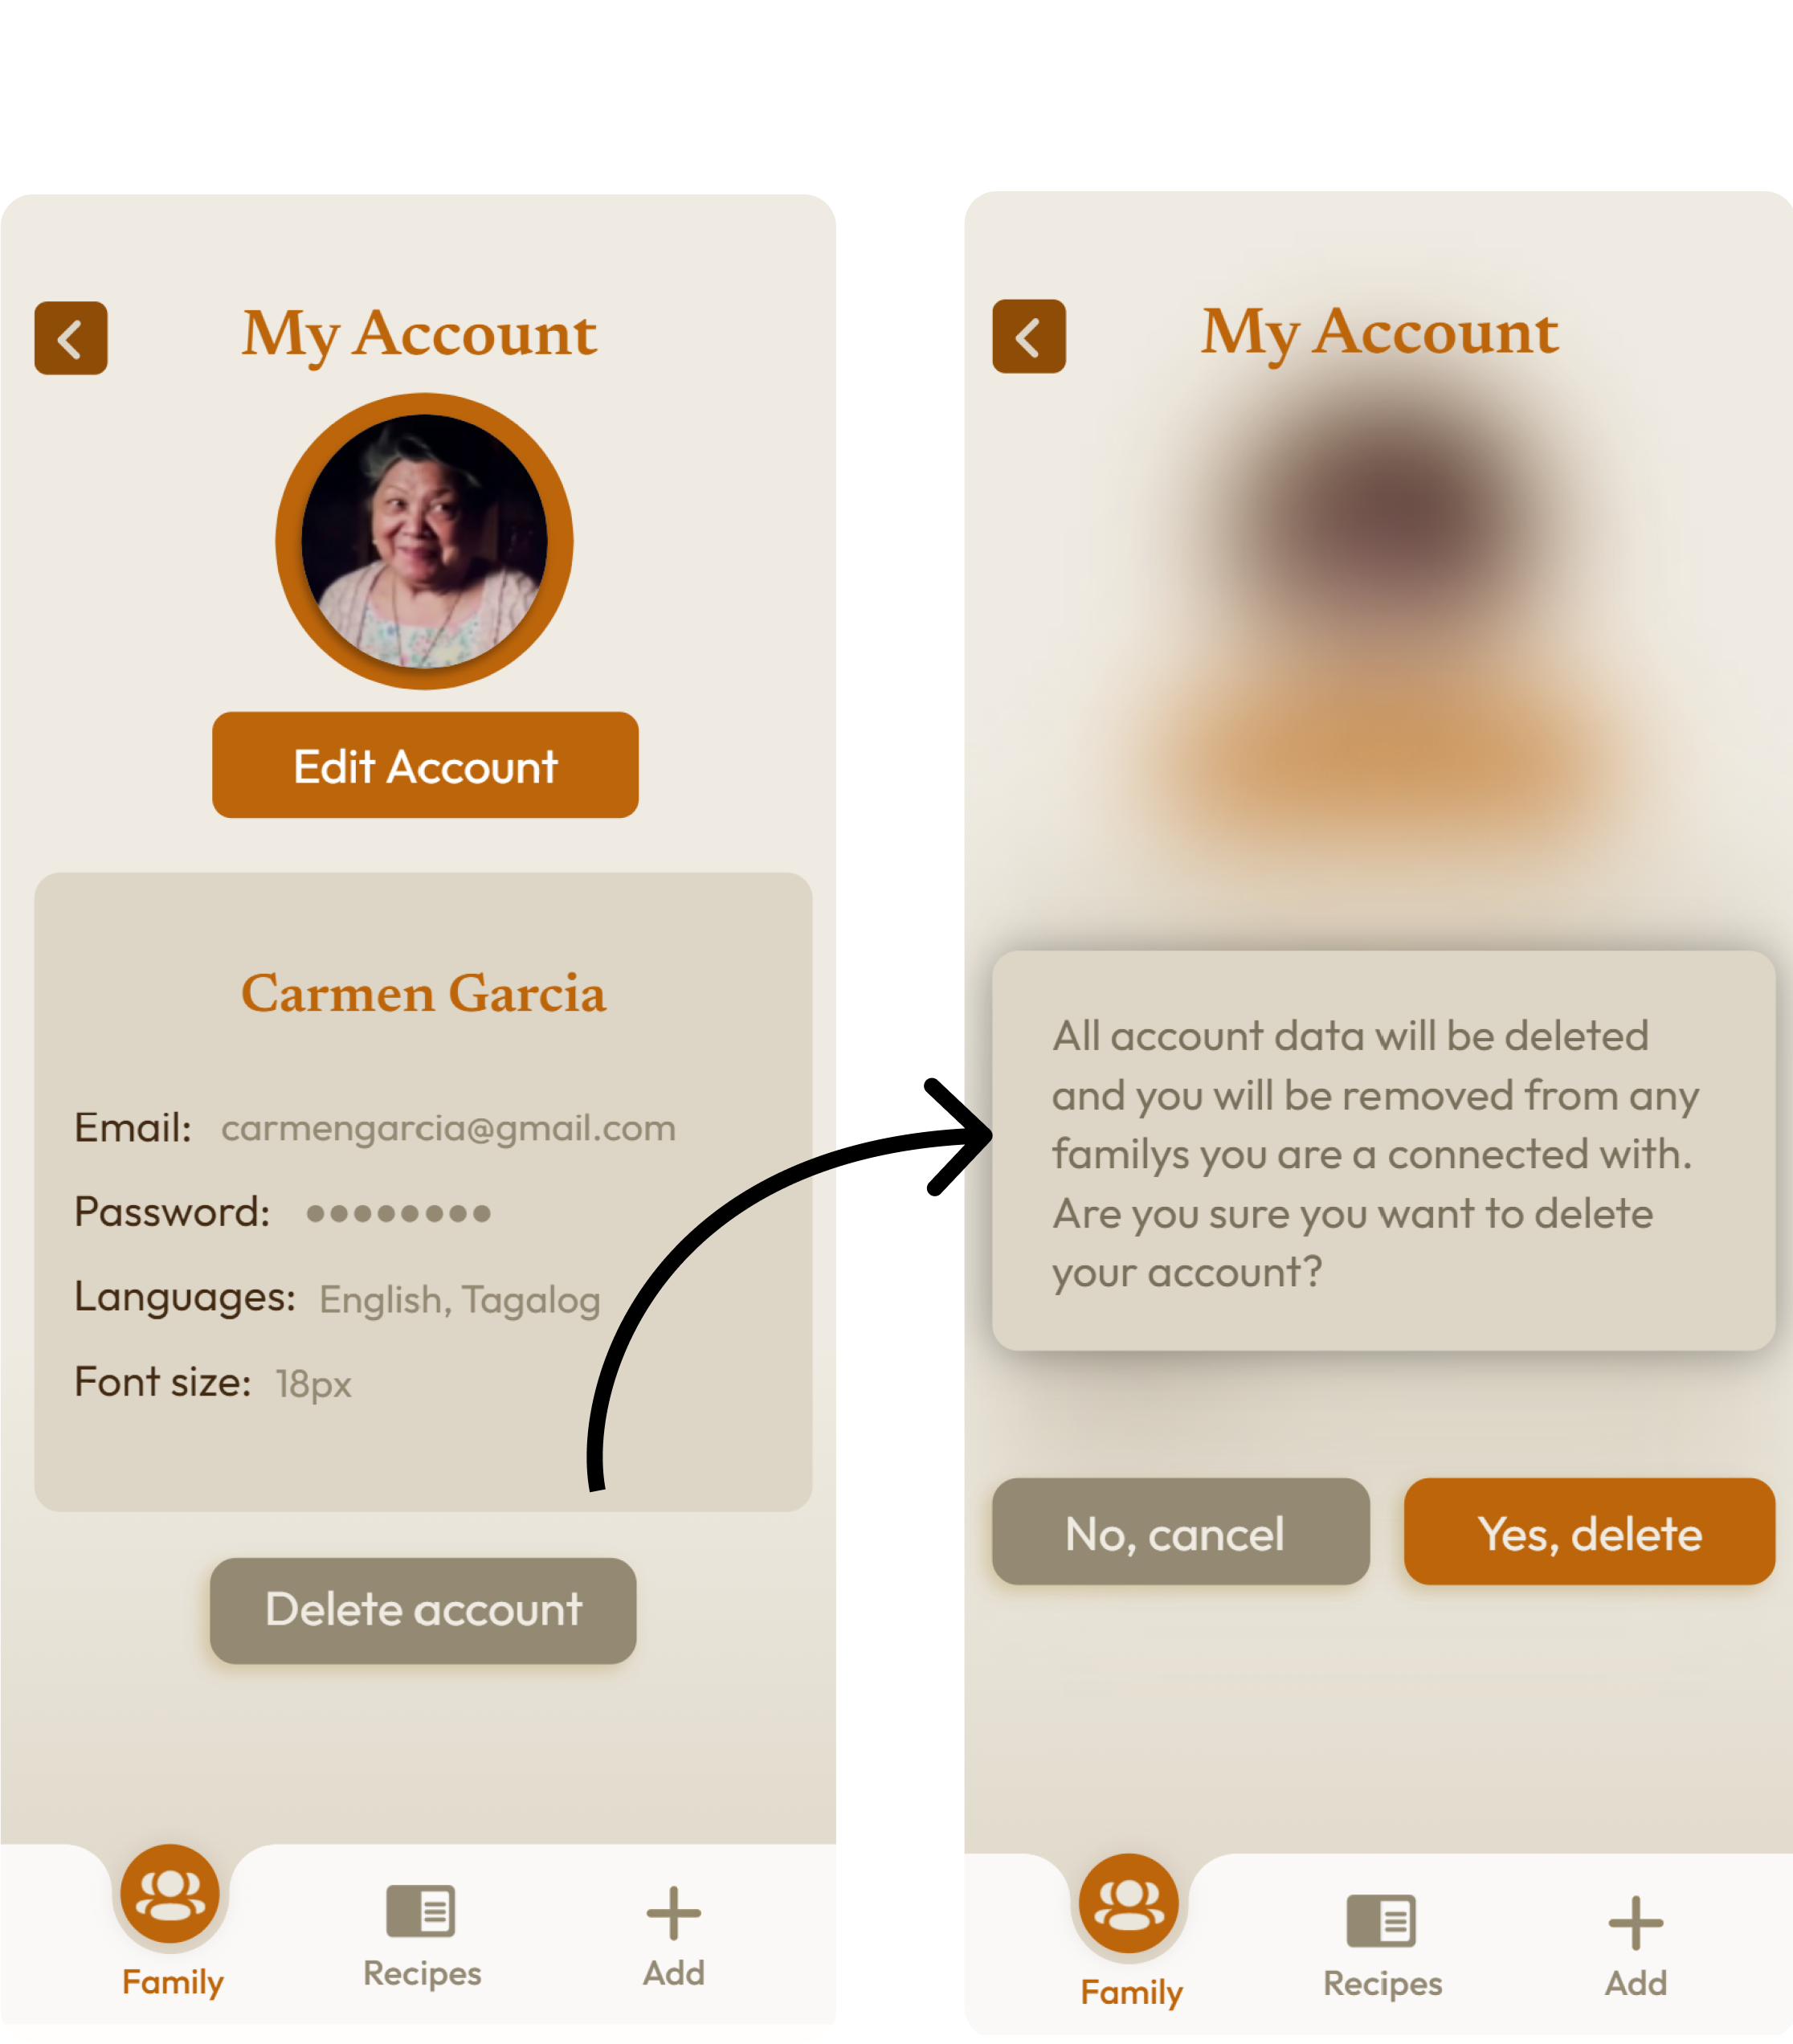 My Account
Edit Account
Carmen Garcia
Email: carmengarcia@gmail.com
Password: ●●●●●●●●
Languages: English, Tagalog
Font size: 18px
Delete account
Family
Recipes
Add
My Account
All account data will be deleted
and you will be removed from any
familys you are a connected with.
Are you sure you want to delete
your account?
No, cancel
Yes, delete
Family
Recipes
Add